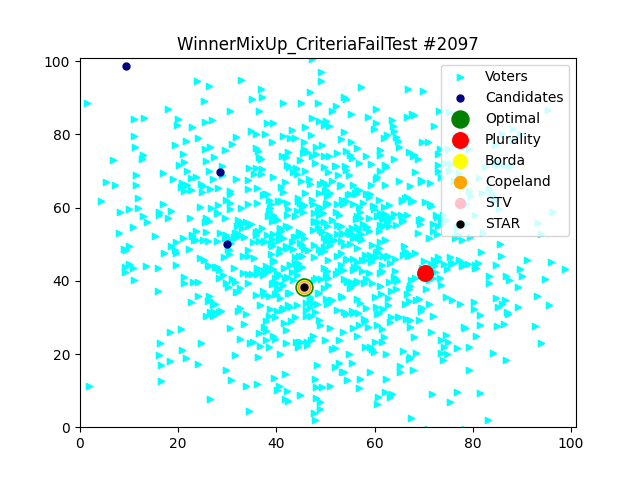 WinnerMixUp_CriteriaFailTest #2097
100
80
60
40
20
0
0 20 40 60 80 100
Voters
Candidates
Optimal
Plurality
Borda
Copeland
STV
STAR